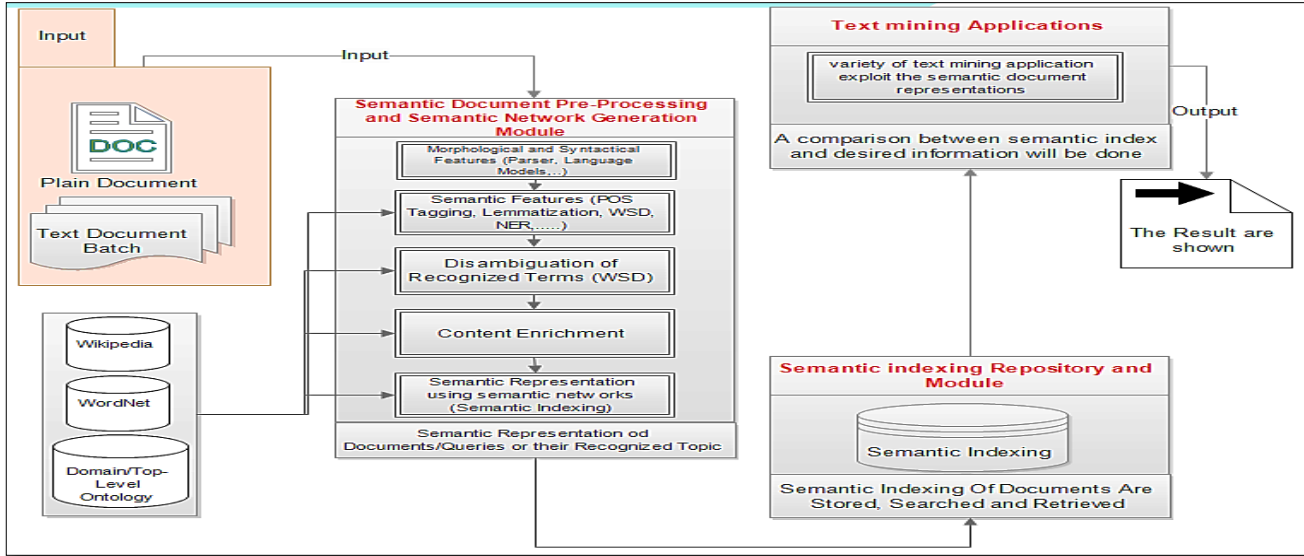 Input
DOC
Plain Document
Text Document
Batch
Wikipedia
WordNet
Domain/Top-
Level
Ontology
Input
Semantic Document Pre-Processing
and Semantic Network Generation
Module
Morphological and Syntactical
Features (Parser, Language
Models,..)
Semantic Features (POS
Tagging, Lemmatization, WSD,
NER,.....)
Disambiguation of
Recognized Terms (WSD)
Content Enrichment
Semantic Representation
using semantic networks
(Semantic Indexing)
Semantic Representation od
Documents/Queries or their Recognized Topic
Text mining Applications
variety of text mining application
exploit the semantic document
representations
A comparison between semantic index
and desired information will be done
Output
The Result are
shown
Semantic indexing Repository and
Module
Semantic Indexing
Semantic Indexing Of Documents Are
Stored, Searched and Retrieved